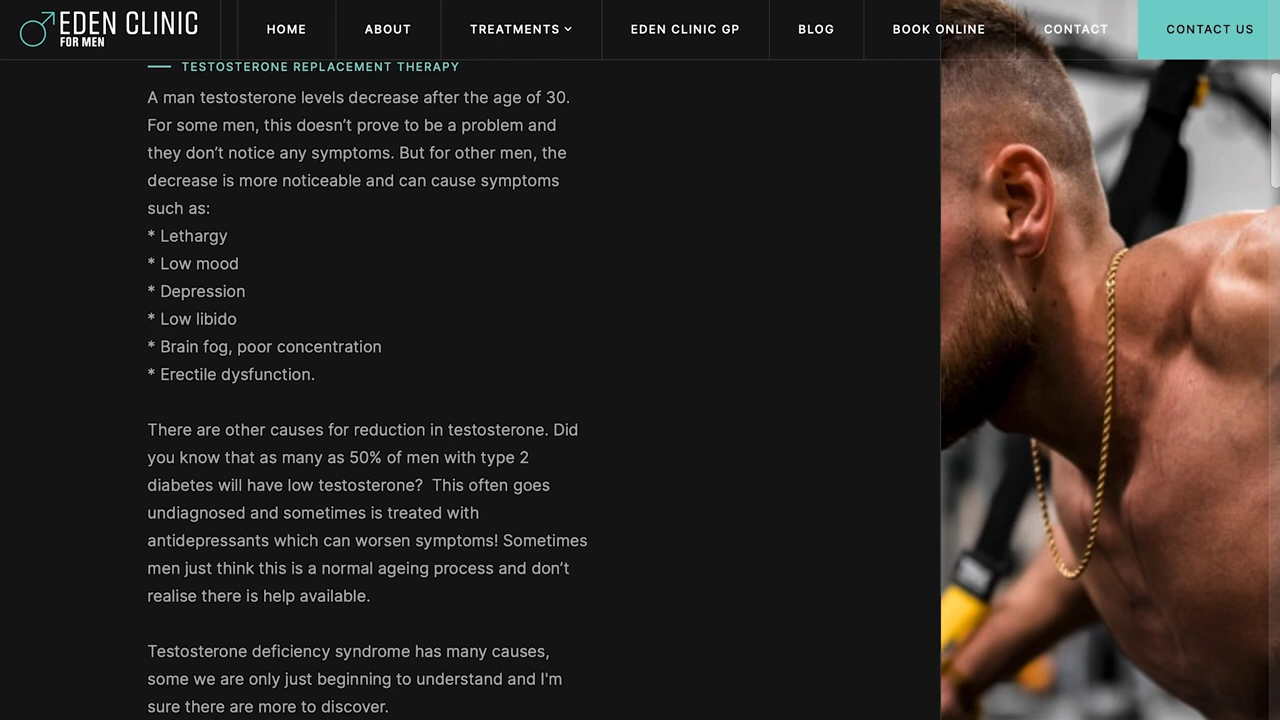 EDEN CLINIC
FOR MEN
HOME
ABOUT
TREATMENTS
EDEN CLINIC GP
BLOG
BOOK ONLINE
CONTACT
CONTACT US
TESTOSTERONE REPLACEMENT THERAPY
A man testosterone levels decrease after the age of 30.
For some men, this doesn’t prove to be a problem and
they don’t notice any symptoms. But for other men, the
decrease is more noticeable and can cause symptoms
such as:
* Lethargy
* Low mood
* Depression
* Low libido
* Brain fog, poor concentration
* Erectile dysfunction.
There are other causes for reduction in testosterone. Did
you know that as many as 50% of men with type 2
diabetes will have low testosterone?  This often goes
undiagnosed and sometimes is treated with
antidepressants which can worsen symptoms! Sometimes
men just think this is a normal ageing process and don’t
realise there is help available.
Testosterone deficiency syndrome has many causes,
some we are only just beginning to understand and I'm
sure there are more to discover.